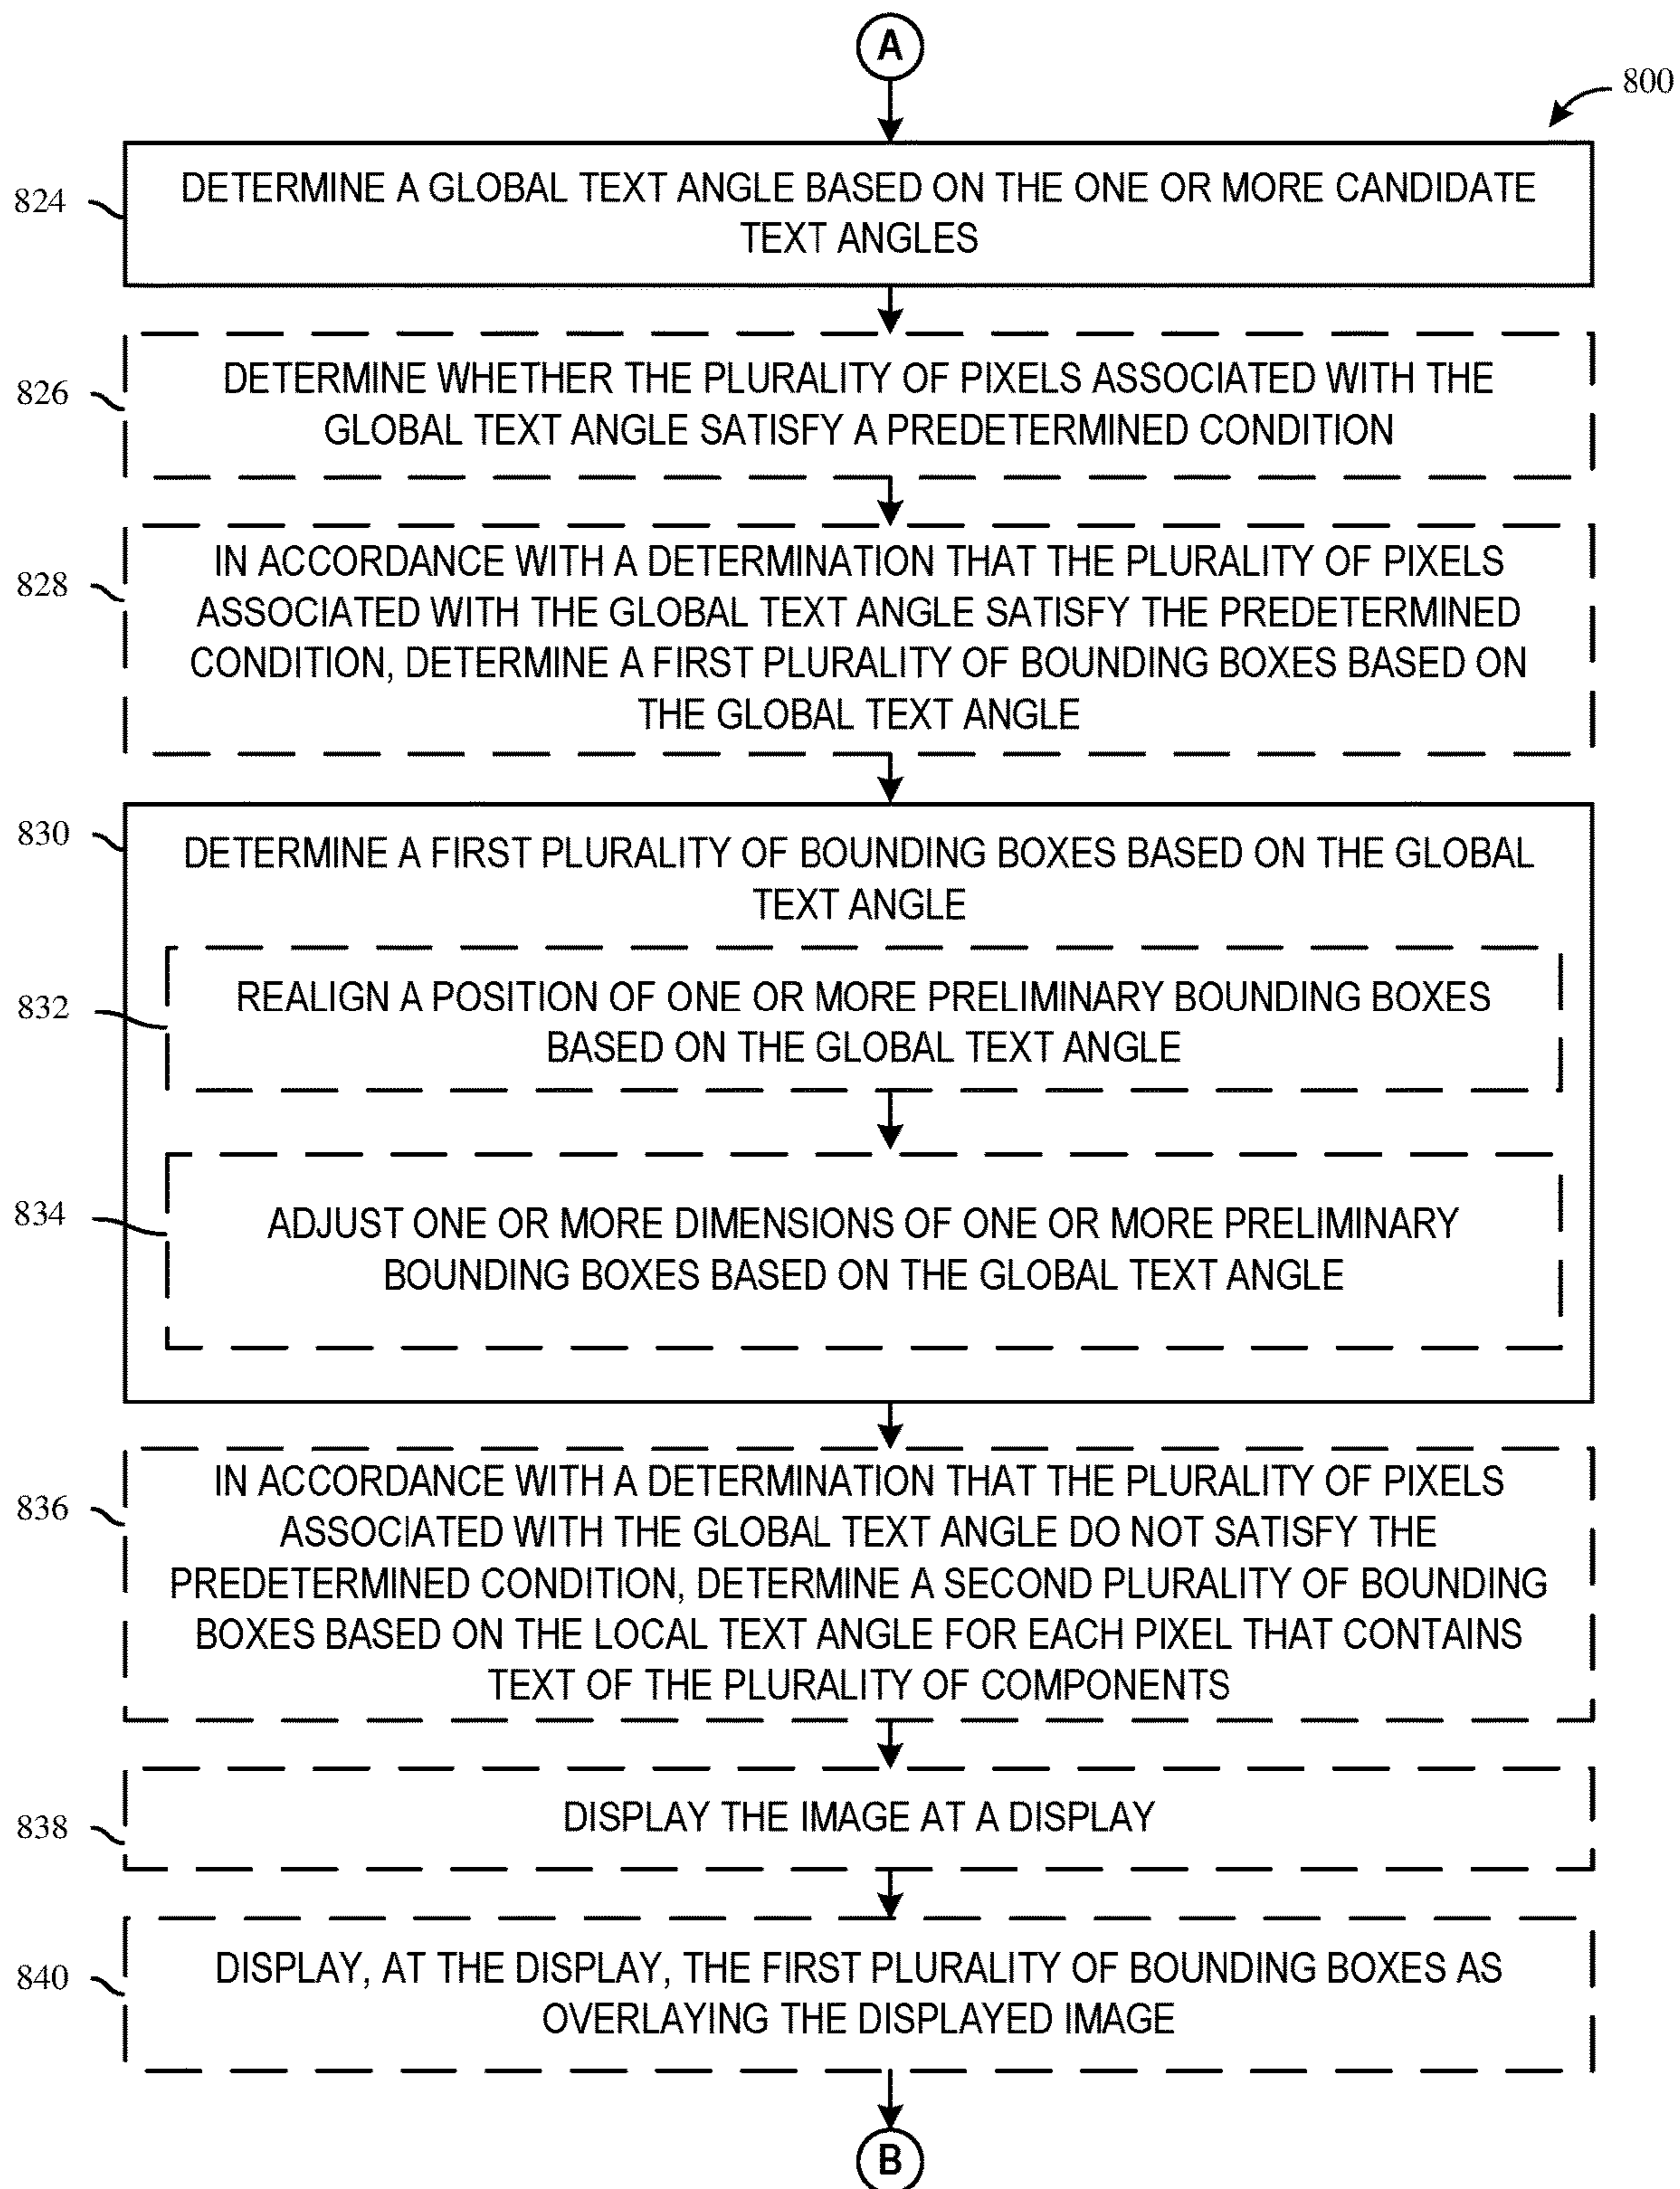 A
800
824
DETERMINE A GLOBAL TEXT ANGLE BASED ON THE ONE OR MORE CANDIDATE
TEXT ANGLES
826
DETERMINE WHETHER THE PLURALITY OF PIXELS ASSOCIATED WITH THE
GLOBAL TEXT ANGLE SATISFY A PREDETERMINED CONDITION
828
IN ACCORDANCE WITH A DETERMINATION THAT THE PLURALITY OF PIXELS
ASSOCIATED WITH THE GLOBAL TEXT ANGLE SATISFY THE PREDETERMINED
CONDITION, DETERMINE A FIRST PLURALITY OF BOUNDING BOXES BASED ON
THE GLOBAL TEXT ANGLE
830
DETERMINE A FIRST PLURALITY OF BOUNDING BOXES BASED ON THE GLOBAL
TEXT ANGLE
832
REALIGN A POSITION OF ONE OR MORE PRELIMINARY BOUNDING BOXES
BASED ON THE GLOBAL TEXT ANGLE
834
ADJUST ONE OR MORE DIMENSIONS OF ONE OR MORE PRELIMINARY
BOUNDING BOXES BASED ON THE GLOBAL TEXT ANGLE
836
IN ACCORDANCE WITH A DETERMINATION THAT THE PLURALITY OF PIXELS
ASSOCIATED WITH THE GLOBAL TEXT ANGLE DO NOT SATISFY THE
PREDETERMINED CONDITION, DETERMINE A SECOND PLURALITY OF BOUNDING
BOXES BASED ON THE LOCAL TEXT ANGLE FOR EACH PIXEL THAT CONTAINS
TEXT OF THE PLURALITY OF COMPONENTS
838
DISPLAY THE IMAGE AT A DISPLAY
840
DISPLAY, AT THE DISPLAY, THE FIRST PLURALITY OF BOUNDING BOXES AS
OVERLAYING THE DISPLAYED IMAGE
B